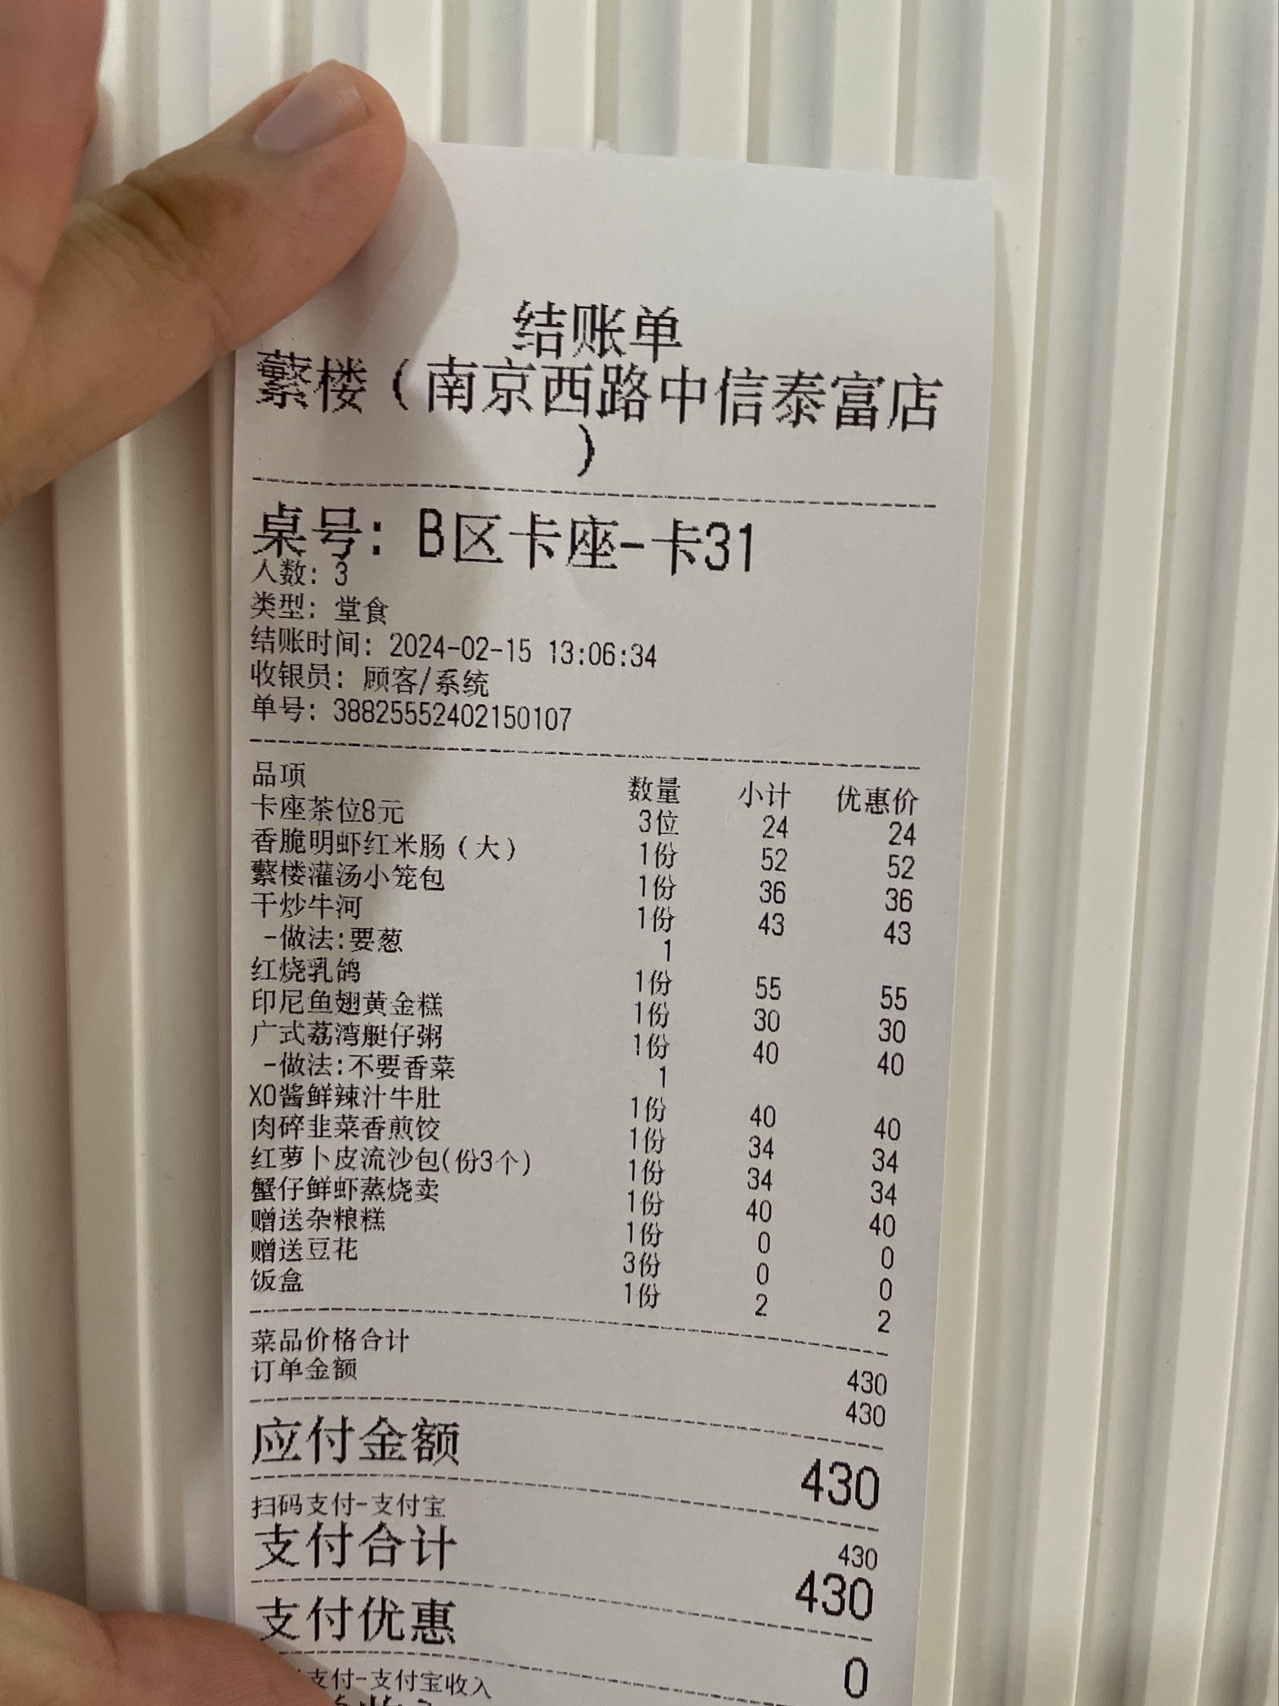 结账单
蘩楼（南京西路中信泰富店
）
桌号: B区卡座-卡31
人数: 3
类型: 堂食
结账时间: 2024-02-15 13:06:34
收银员: 顾客/系统
单号: 38825552402150107
品项 数量 小计 优惠价
卡座茶位8元 3位 24 24
香脆明虾红米肠（大） 1份 52 52
蘩楼灌汤小笼包 1份 36 36
干炒牛河 1份 43 43
-做法:要葱 1
红烧乳鸽 1份 55 55
印尼鱼翅黄金糕 1份 30 30
广式荔湾艇仔粥 1份 40 40
-做法:不要香菜 1
XO酱鲜辣汁牛肚 1份 40 40
肉碎韭菜香煎饺 1份 34 34
红萝卜皮流沙包(份3个) 1份 34 34
蟹仔鲜虾蒸烧卖 1份 40 40
赠送杂粮糕 1份 0 0
赠送豆花 3份 0 0
饭盒 1份 2 2
菜品价格合计 430
订单金额 430
应付金额 430
扫码支付-支付宝 430
支付合计 430
支付优惠 0
支付-支付宝收入